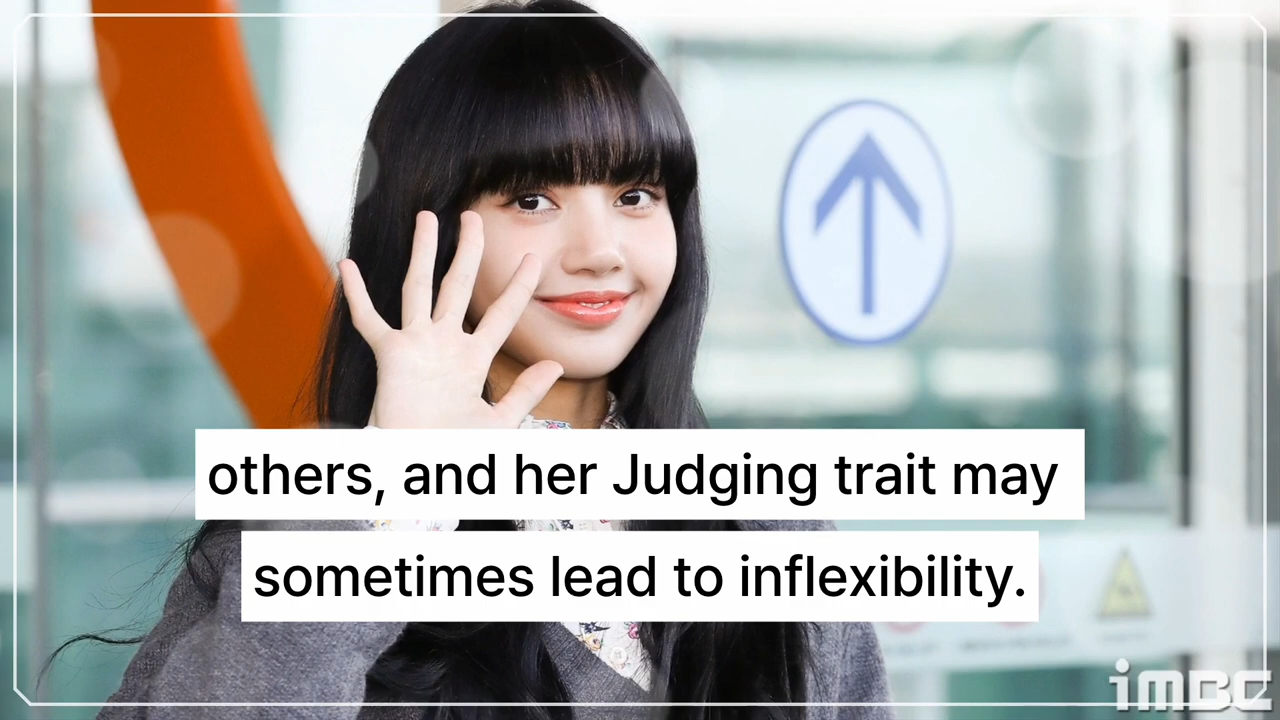 others, and her Judging trait may
sometimes lead to inflexibility.
iMBC